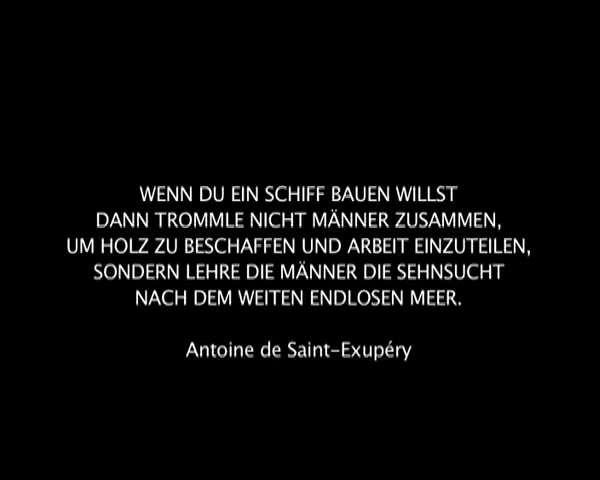 WENN DU EIN SCHIFF BAUEN WILLST
DANN TROMMLE NICHT MÄNNER ZUSAMMEN,
UM HOLZ ZU BESCHAFFEN UND ARBEIT EINZUTEILEN,
SONDERN LEHRE DIE MÄNNER DIE SEHNSUCHT
NACH DEM WEITEN ENDLOSEN MEER.
Antoine de Saint-Exupéry